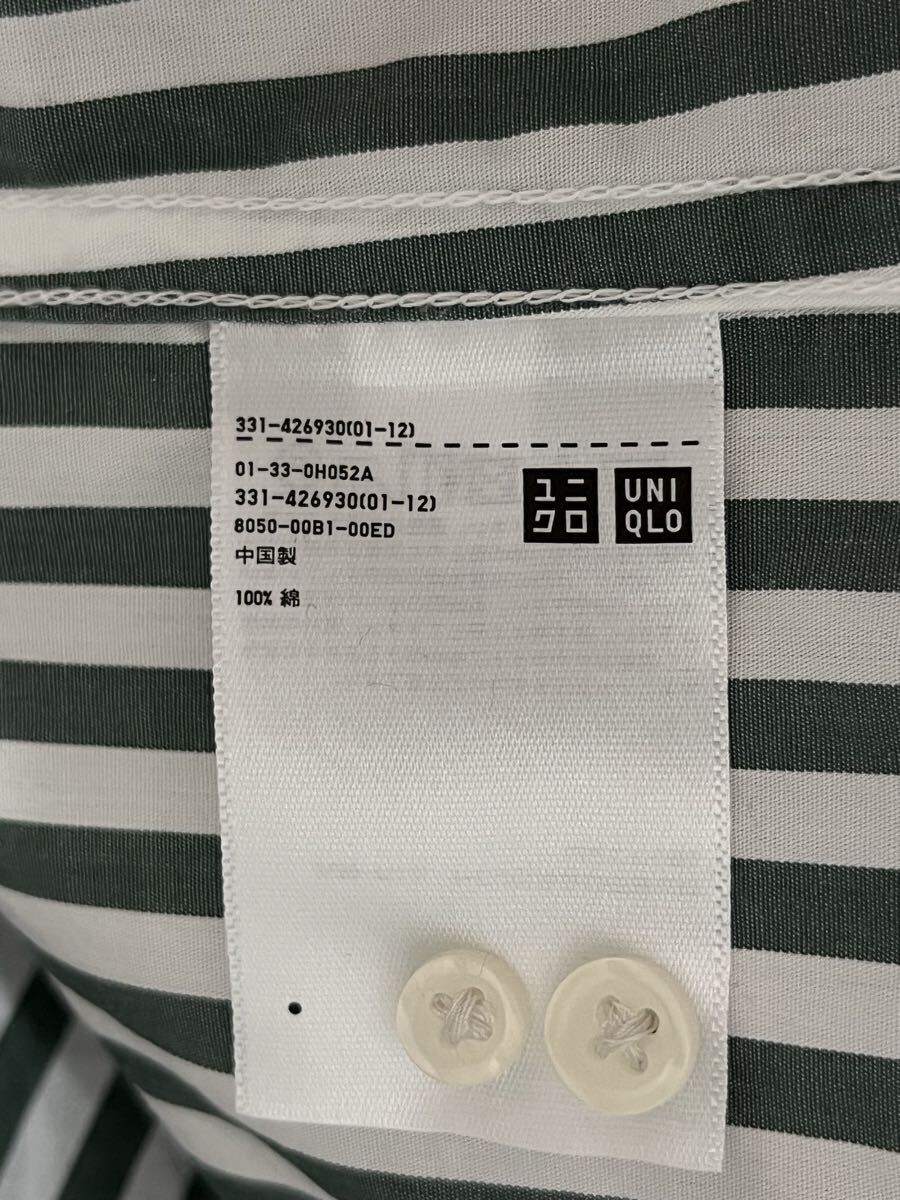 331-426930(01-12)
01-33-0H052A
331-426930(01-12)
8050-00B1-00ED
中国製
100% 綿
ユニ
クロ
UNI
QLO